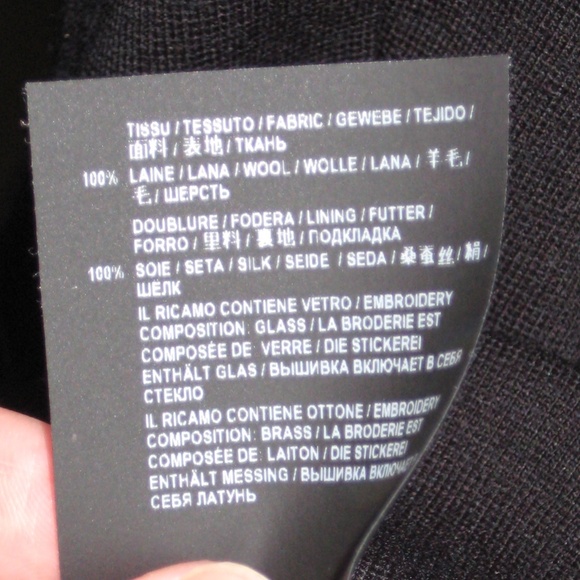 TISSU / TESSUTO / FABRIC / GEWEBE / TEJIDO /
面料 / 表地 / ТКАНЬ
100% LAINE / LANA / WOOL / WOLLE / LANA / 羊毛 /
毛 / ШЕРСТЬ
DOUBLURE / FODERA / LINING / FUTTER /
FORRO / 里料 / 裏地 / ПОДКЛАДКА
100% SOIE / SETA / SILK / SEIDE / SEDA / 桑蚕丝 / 絹 /
ШЁЛК
IL RICAMO CONTIENE VETRO / EMBROIDERY
COMPOSITION: GLASS / LA BRODERIE EST
COMPOSÉE DE VERRE / DIE STICKEREI
ENTHÄLT GLAS / ВЫШИВКА ВКЛЮЧАЕТ В СЕБЯ
СТЕКЛО
IL RICAMO CONTIENE OTTONE / EMBROIDERY
COMPOSITION: BRASS / LA BRODERIE EST
COMPOSÉE DE: LAITON / DIE STICKEREI
ENTHÄLT MESSING / ВЫШИВКА ВКЛЮЧАЕТ
СЕБЯ ЛАТУНЬ